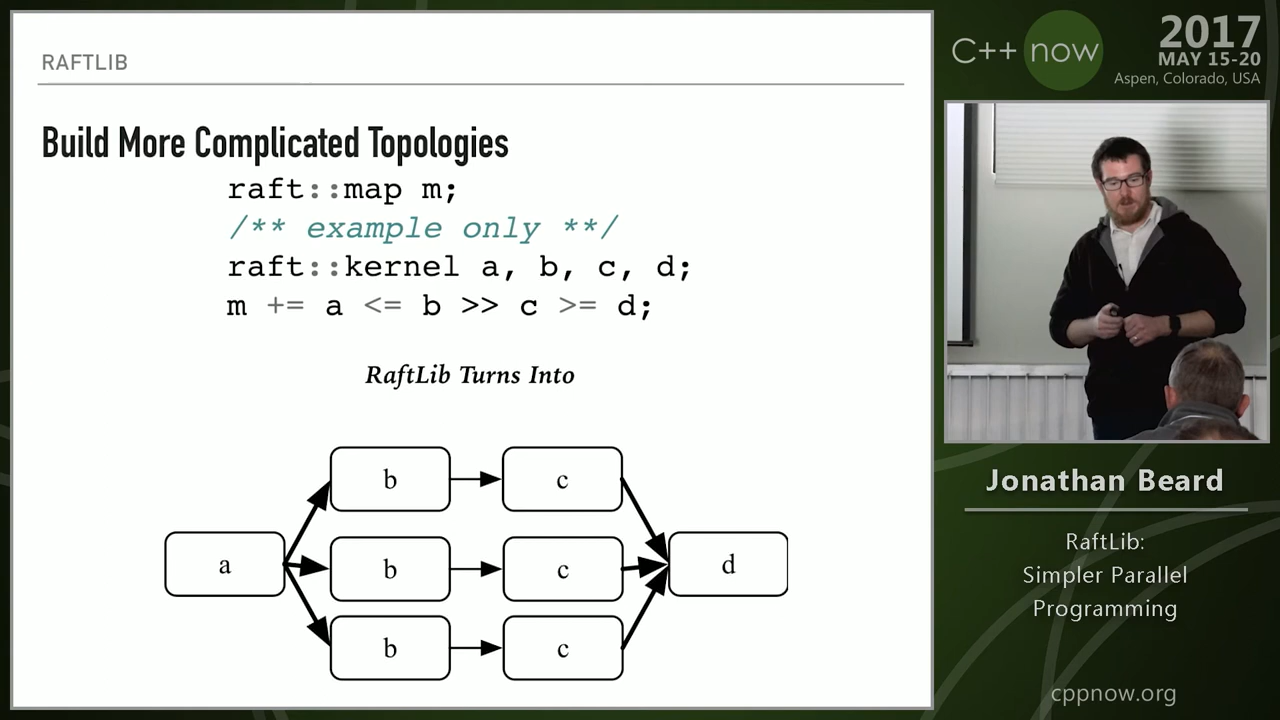 RAFTLIB
Build More Complicated Topologies
raft::map m;
/** example only **/
raft::kernel a, b, c, d;
m += a <= b >> c >= d;
RaftLib Turns Into
b c
a b c d
b c
C++ now
2017
MAY 15-20
Aspen, Colorado, USA
Jonathan Beard
RaftLib:
Simpler Parallel
Programming
cppnow.org